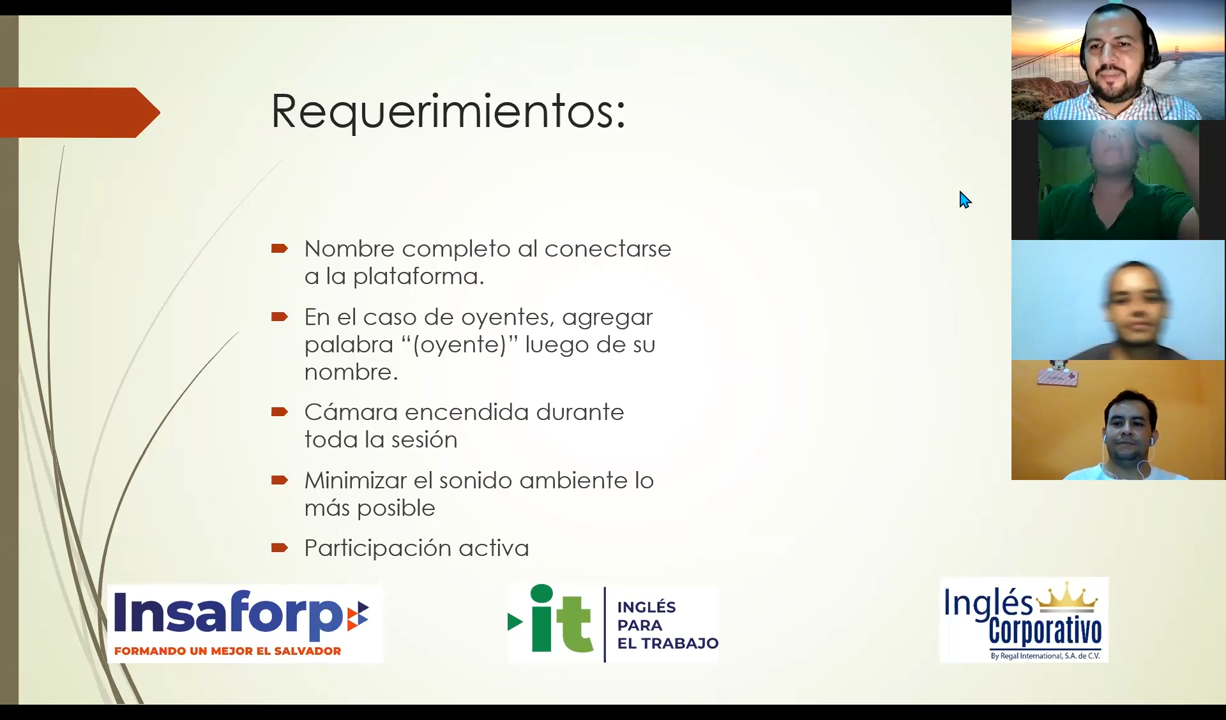 Requerimientos:
Nombre completo al conectarse
a la plataforma.
En el caso de oyentes, agregar
palabra “(oyente)” luego de su
nombre.
Cámara encendida durante
toda la sesión
Minimizar el sonido ambiente lo
más posible
Participación activa
Insaforp
FORMANDO UN MEJOR EL SALVADOR
it
INGLÉS
PARA
EL TRABAJO
Inglés
Corporativo
By Regal International, S.A. de C.V.